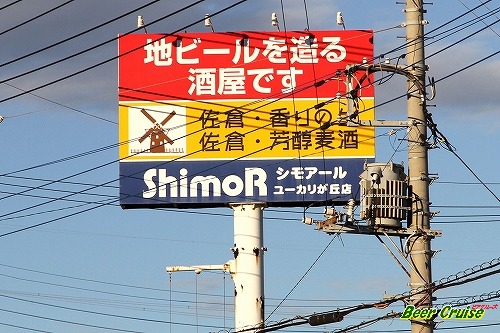 地ビールを造る
酒屋です
佐倉・香りの
佐倉・芳醇麦酒
ShimoR
シモアール
ユーカリが丘店
Beer Cruise